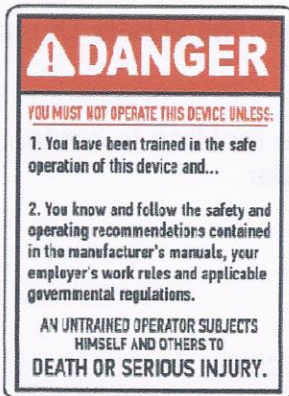 DANGER
YOU MUST NOT OPERATE THIS DEVICE UNLESS:
1. You have been trained in the safe
operation of this device and...
2. You know and follow the safety and
operating recommendations contained
in the manufacturer's manuals, your
employer's work rules and applicable
governmental regulations.
AN UNTRAINED OPERATOR SUBJECTS
HIMSELF AND OTHERS TO
DEATH OR SERIOUS INJURY.